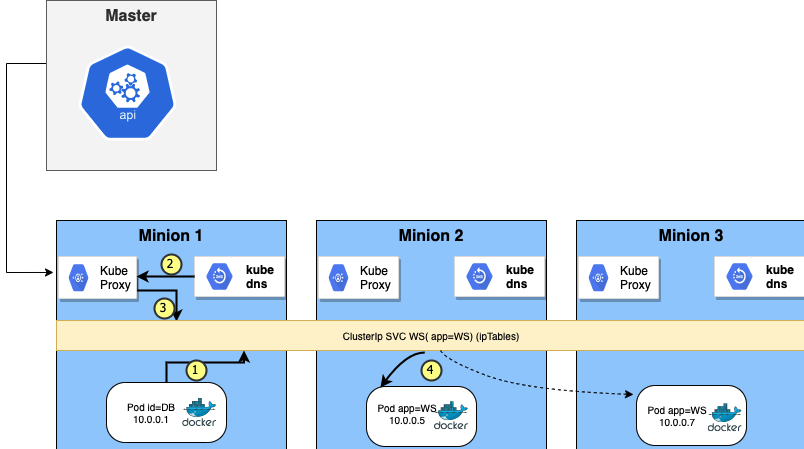 Master
api
Minion 1
Minion 2
Minion 3
Kube
Proxy
2
kube
dns
Kube
Proxy
kube
dns
Kube
Proxy
kube
dns
3
ClusterIp SVC WS( app=WS) (ipTables)
1
4
Pod Id=DB
10.0.0.1
docker
Pod app=WS
10.0.0.5
docker
Pod app=WS
10.0.0.7
docker